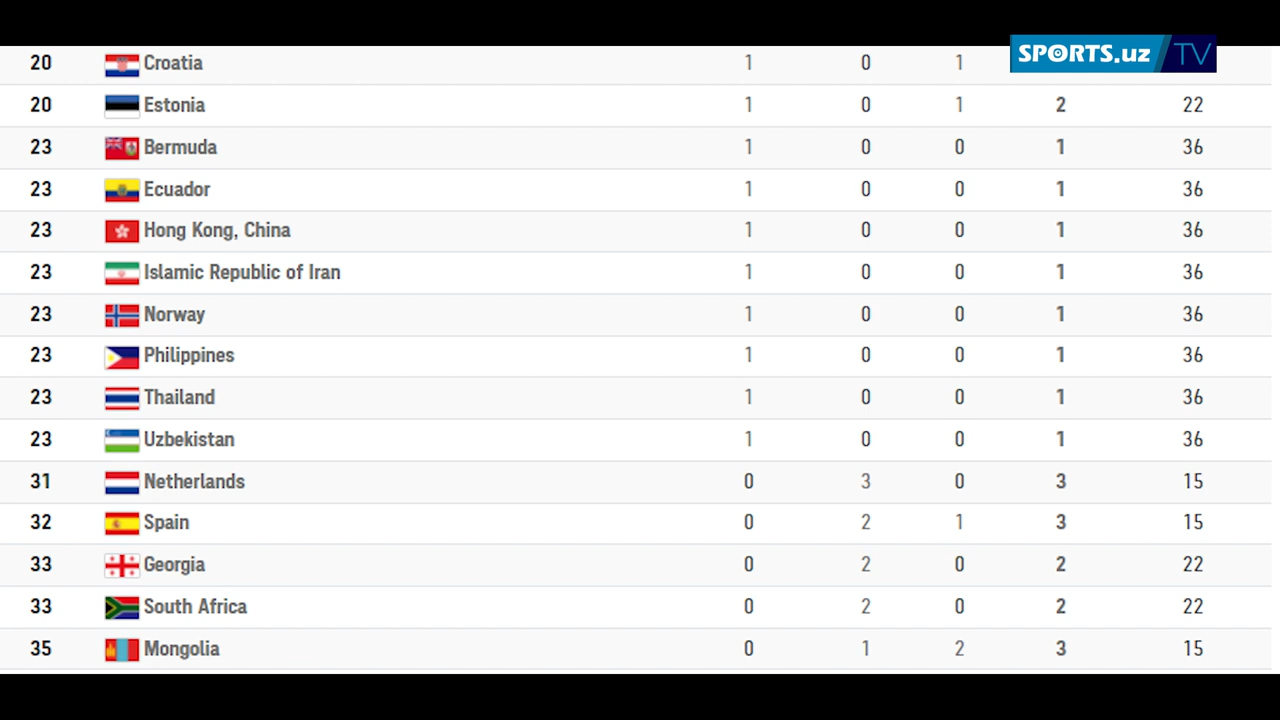 SPORTS.uz TV
20 Croatia 1 0 1
20 Estonia 1 0 1 2 22
23 Bermuda 1 0 0 1 36
23 Ecuador 1 0 0 1 36
23 Hong Kong, China 1 0 0 1 36
23 Islamic Republic of Iran 1 0 0 1 36
23 Norway 1 0 0 1 36
23 Philippines 1 0 0 1 36
23 Thailand 1 0 0 1 36
23 Uzbekistan 1 0 0 1 36
31 Netherlands 0 3 0 3 15
32 Spain 0 2 1 3 15
33 Georgia 0 2 0 2 22
33 South Africa 0 2 0 2 22
35 Mongolia 0 1 2 3 15